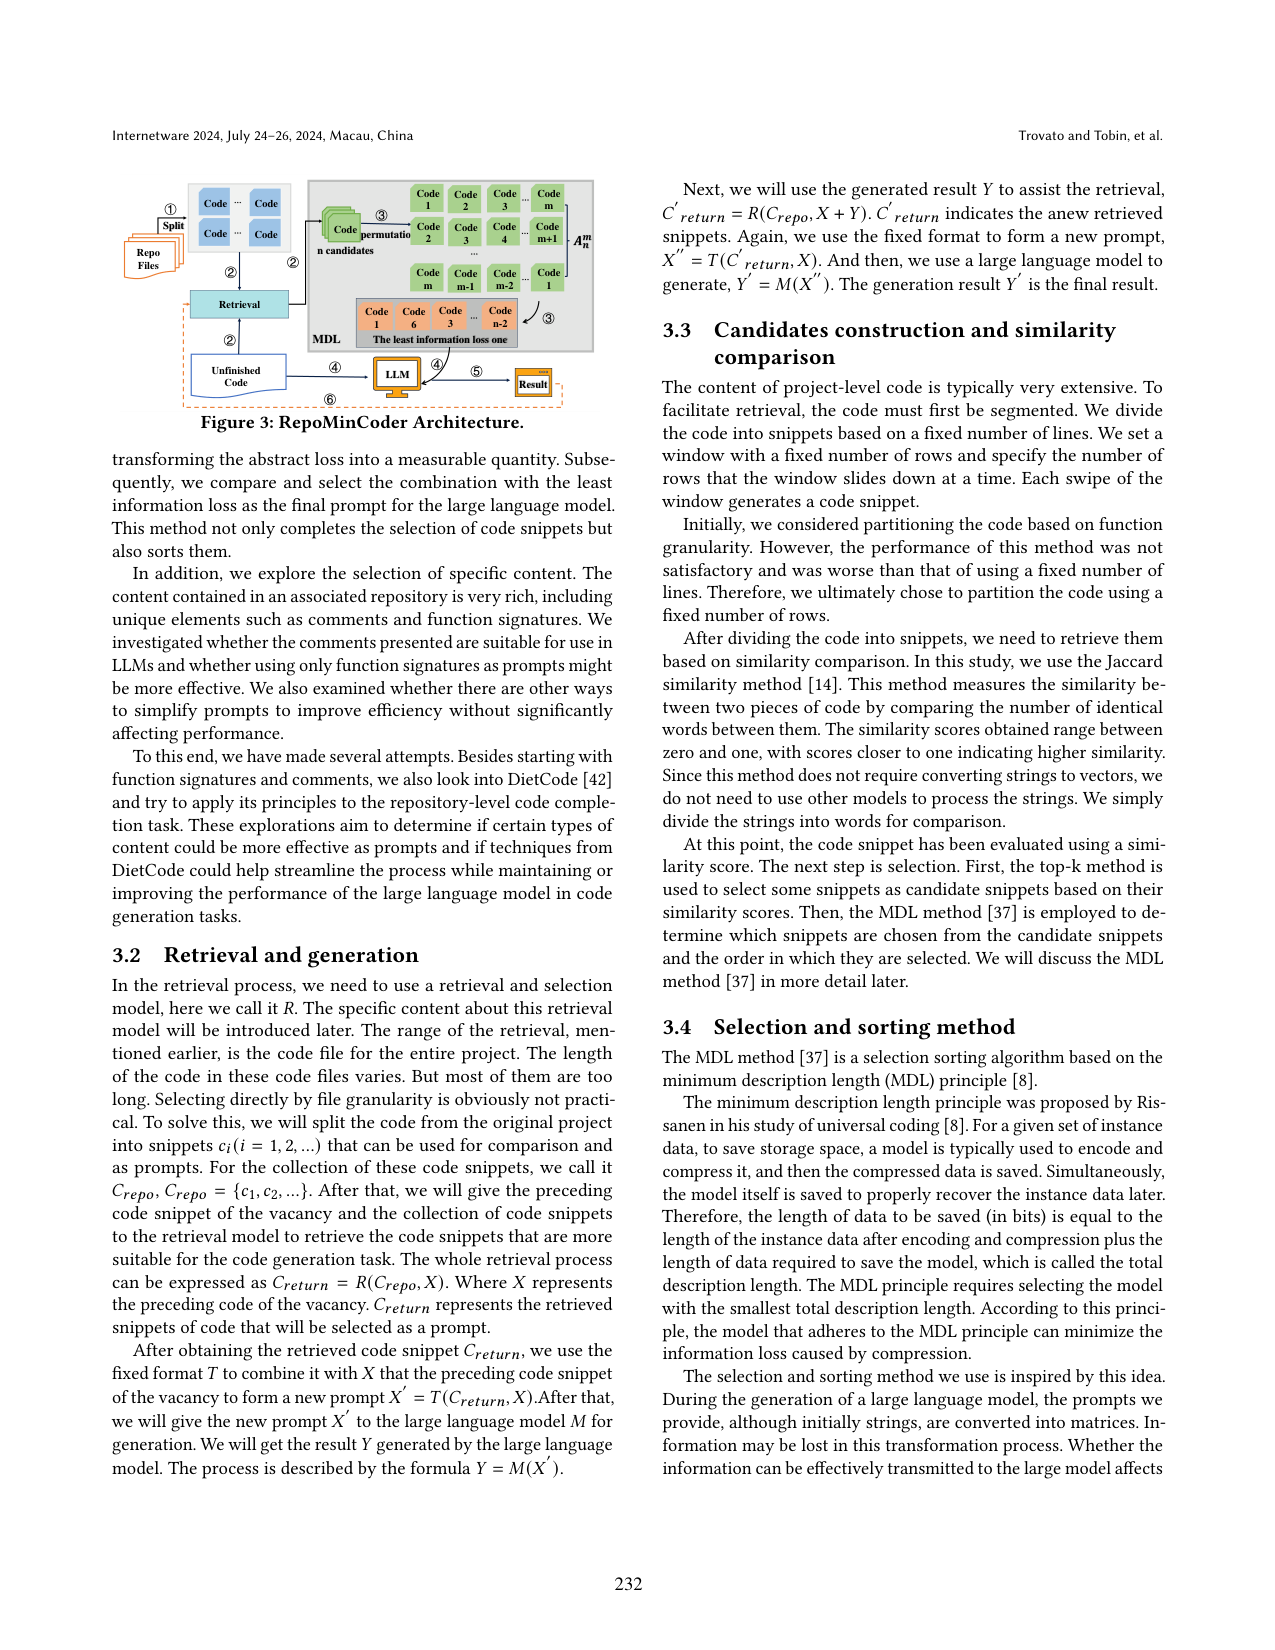 Internetware 2024, July 24–26, 2024, Macau, China
Trovato and Tobin, et al.
① Split
Repo Files
Code ... Code
Code ... Code
②
②
Retrieval
②
Unfinished Code
Code
n candidates
③
permutatio
Code 1 Code 2 Code 3 ... Code m
Code 2 Code 3 Code 4 ... Code m+1
...
Code m Code m-1 Code m-2 ... Code 1
A_n^m
Code 1 Code 6 Code 3 ... Code n-2
③
MDL
The least information loss one
④
④
LLM
⑤
Result
⑥
Figure 3: RepoMinCoder Architecture.
transforming the abstract loss into a measurable quantity. Subse-
quently, we compare and select the combination with the least
information loss as the final prompt for the large language model.
This method not only completes the selection of code snippets but
also sorts them.
In addition, we explore the selection of specific content. The
content contained in an associated repository is very rich, including
unique elements such as comments and function signatures. We
investigated whether the comments presented are suitable for use in
LLMs and whether using only function signatures as prompts might
be more effective. We also examined whether there are other ways
to simplify prompts to improve efficiency without significantly
affecting performance.
To this end, we have made several attempts. Besides starting with
function signatures and comments, we also look into DietCode [42]
and try to apply its principles to the repository-level code comple-
tion task. These explorations aim to determine if certain types of
content could be more effective as prompts and if techniques from
DietCode could help streamline the process while maintaining or
improving the performance of the large language model in code
generation tasks.
3.2 Retrieval and generation
In the retrieval process, we need to use a retrieval and selection
model, here we call it R. The specific content about this retrieval
model will be introduced later. The range of the retrieval, men-
tioned earlier, is the code file for the entire project. The length
of the code in these code files varies. But most of them are too
long. Selecting directly by file granularity is obviously not practi-
cal. To solve this, we will split the code from the original project
into snippets c_i(i = 1, 2, ...) that can be used for comparison and
as prompts. For the collection of these code snippets, we call it
C_repo, C_repo = {c_1, c_2, ...}. After that, we will give the preceding
code snippet of the vacancy and the collection of code snippets
to the retrieval model to retrieve the code snippets that are more
suitable for the code generation task. The whole retrieval process
can be expressed as C_return = R(C_repo, X). Where X represents
the preceding code of the vacancy. C_return represents the retrieved
snippets of code that will be selected as a prompt.
After obtaining the retrieved code snippet C_return, we use the
fixed format T to combine it with X that the preceding code snippet
of the vacancy to form a new prompt X′ = T(C_return, X).After that,
we will give the new prompt X′ to the large language model M for
generation. We will get the result Y generated by the large language
model. The process is described by the formula Y = M(X′).
Next, we will use the generated result Y to assist the retrieval,
C′_return = R(C_repo, X + Y). C′_return indicates the anew retrieved
snippets. Again, we use the fixed format to form a new prompt,
X′′ = T(C′_return, X). And then, we use a large language model to
generate, Y′ = M(X′′). The generation result Y′ is the final result.
3.3 Candidates construction and similarity
comparison
The content of project-level code is typically very extensive. To
facilitate retrieval, the code must first be segmented. We divide
the code into snippets based on a fixed number of lines. We set a
window with a fixed number of rows and specify the number of
rows that the window slides down at a time. Each swipe of the
window generates a code snippet.
Initially, we considered partitioning the code based on function
granularity. However, the performance of this method was not
satisfactory and was worse than that of using a fixed number of
lines. Therefore, we ultimately chose to partition the code using a
fixed number of rows.
After dividing the code into snippets, we need to retrieve them
based on similarity comparison. In this study, we use the Jaccard
similarity method [14]. This method measures the similarity be-
tween two pieces of code by comparing the number of identical
words between them. The similarity scores obtained range between
zero and one, with scores closer to one indicating higher similarity.
Since this method does not require converting strings to vectors, we
do not need to use other models to process the strings. We simply
divide the strings into words for comparison.
At this point, the code snippet has been evaluated using a simi-
larity score. The next step is selection. First, the top-k method is
used to select some snippets as candidate snippets based on their
similarity scores. Then, the MDL method [37] is employed to de-
termine which snippets are chosen from the candidate snippets
and the order in which they are selected. We will discuss the MDL
method [37] in more detail later.
3.4 Selection and sorting method
The MDL method [37] is a selection sorting algorithm based on the
minimum description length (MDL) principle [8].
The minimum description length principle was proposed by Ris-
sanen in his study of universal coding [8]. For a given set of instance
data, to save storage space, a model is typically used to encode and
compress it, and then the compressed data is saved. Simultaneously,
the model itself is saved to properly recover the instance data later.
Therefore, the length of data to be saved (in bits) is equal to the
length of the instance data after encoding and compression plus the
length of data required to save the model, which is called the total
description length. The MDL principle requires selecting the model
with the smallest total description length. According to this princi-
ple, the model that adheres to the MDL principle can minimize the
information loss caused by compression.
The selection and sorting method we use is inspired by this idea.
During the generation of a large language model, the prompts we
provide, although initially strings, are converted into matrices. In-
formation may be lost in this transformation process. Whether the
information can be effectively transmitted to the large model affects
232